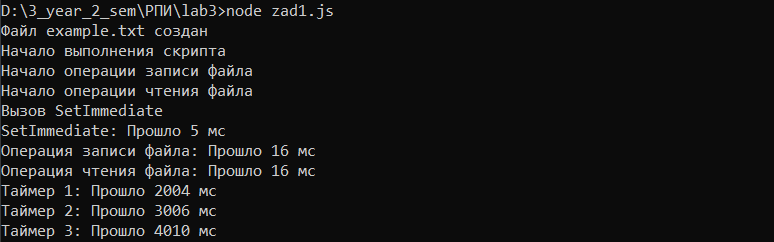 D:\3_year_2_sem\РПИ\lab3>node zad1.js
Файл example.txt создан
Начало выполнения скрипта
Начало операции записи файла
Начало операции чтения файла
Вызов SetImmediate
SetImmediate: Прошло 5 мс
Операция записи файла: Прошло 16 мс
Операция чтения файла: Прошло 16 мс
Таймер 1: Прошло 2004 мс
Таймер 2: Прошло 3006 мс
Таймер 3: Прошло 4010 мс